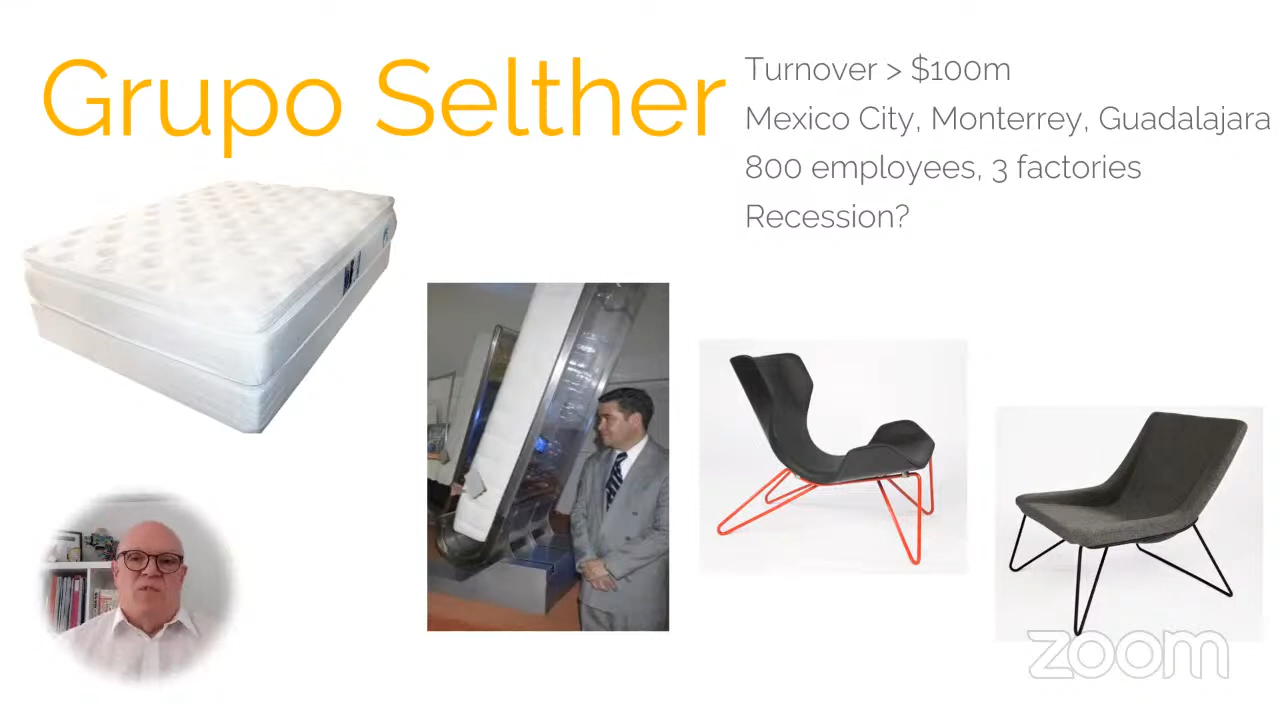 Grupo Selther
Turnover > $100m
Mexico City, Monterrey, Guadalajara
800 employees, 3 factories
Recession?
zoom